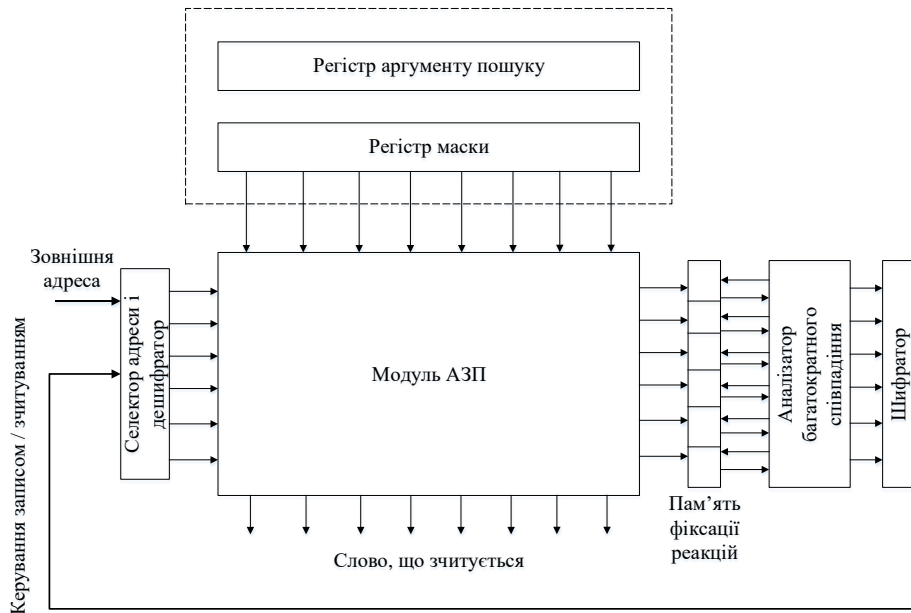 Регістр аргументу пошуку
Регістр маски
Зовнішня
адреса
Керування записом / зчитуванням
Селектор адреси і
дешифратор
Модуль АЗП
Аналізатор
багатократного
співпадіння
Шифратор
Пам’ять
фіксації
реакцій
Слово, що зчитується